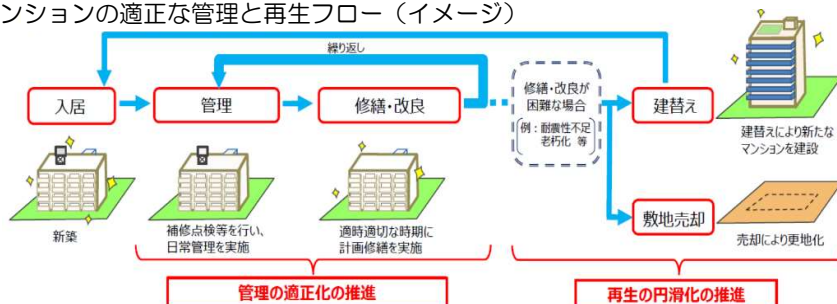 ンションの適正な管理と再生フロー（イメージ）
繰り返し
入居
管理
修繕・改良
修繕・改良が
困難な場合
例：耐震性不足
老朽化 等
建替え
建替えにより新たな
マンションを建設
敷地売却
売却により更地化
新築
補修点検等を行い、
日常管理を実施
適時適切な時期に
計画修繕を実施
管理の適正化の推進
再生の円滑化の推進